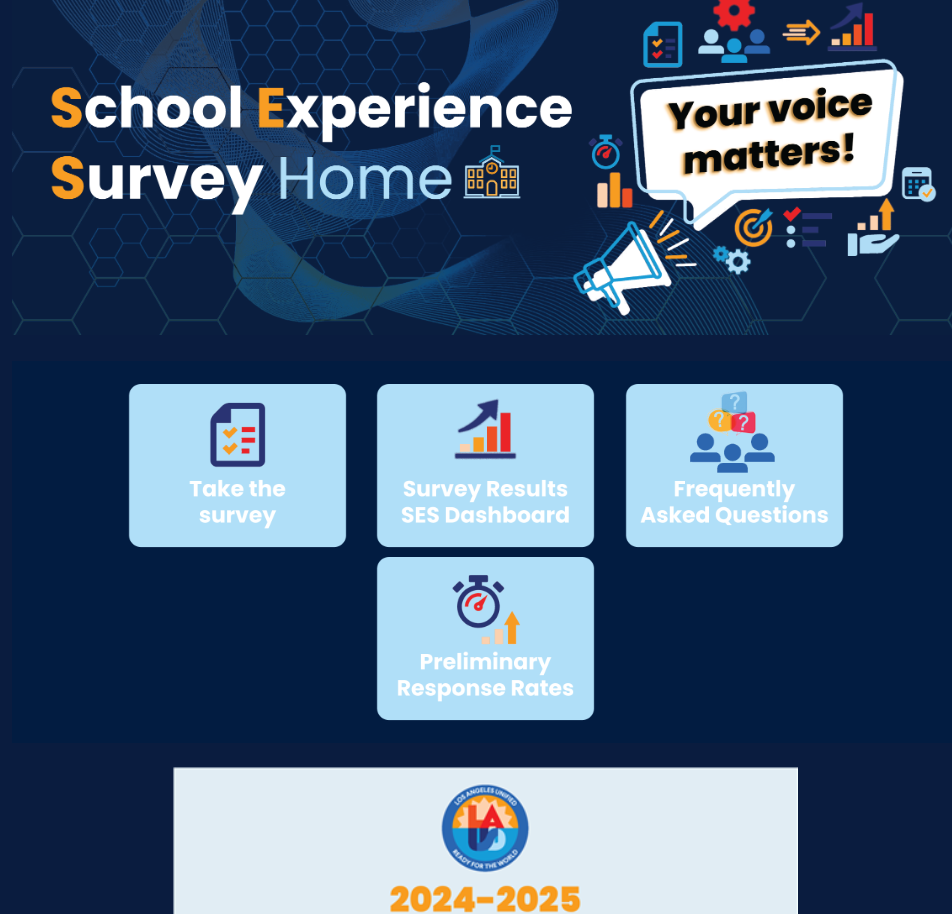 School Experience
Survey Home
Your voice
matters!
Take the
survey
Survey Results
SES Dashboard
Frequently
Asked Questions
? ? ?
Preliminary
Response Rates
LOS ANGELES UNIFIED
LAUSD
READY FOR THE WORLD
2024-2025